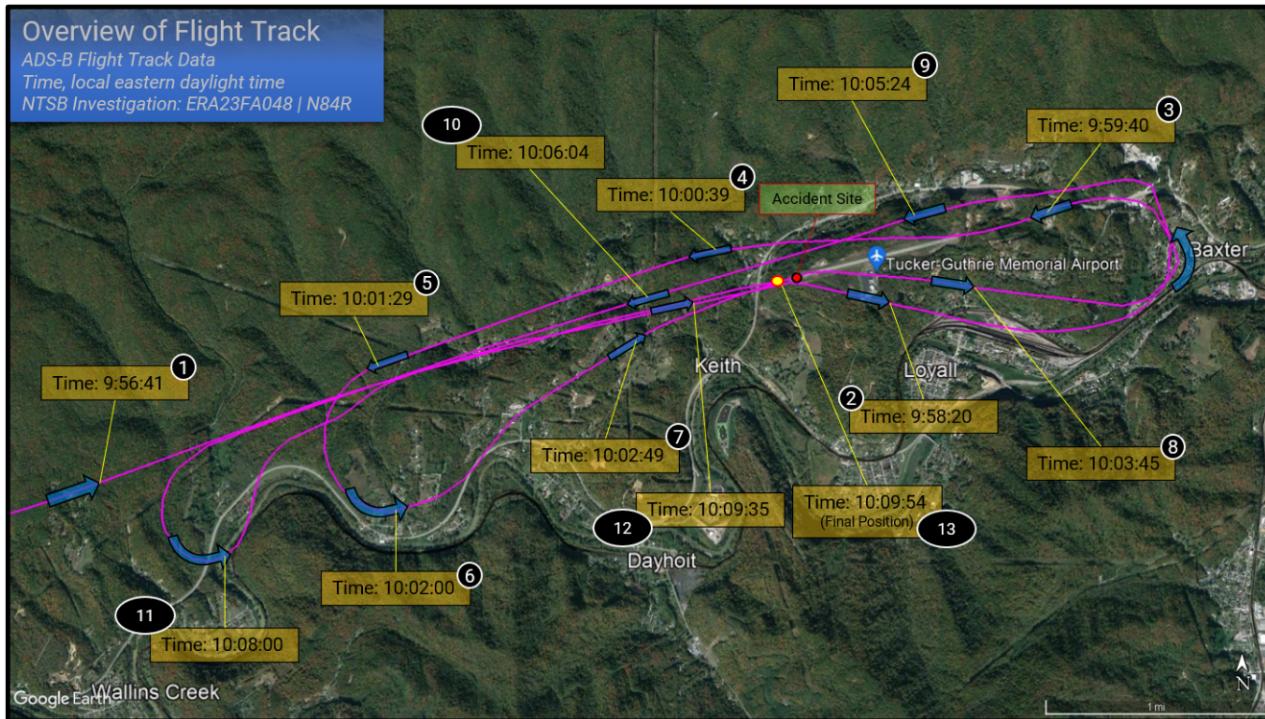 Overview of Flight Track
ADS-B Flight Track Data
Time, local eastern daylight time
NTSB Investigation: ERA23FA048 | N84R
9
Time: 10:05:24
3
Time: 9:59:40
10
Time: 10:06:04
4
Time: 10:00:39
Accident Site
Baxter
Tucker-Guthrie Memorial Airport
5
Time: 10:01:29
1
Time: 9:56:41
Keith
Loyall
2
Time: 9:58:20
7
Time: 10:02:49
8
Time: 10:03:45
Time: 10:09:35
12
Time: 10:09:54
(Final Position)
13
Dayhoit
6
Time: 10:02:00
11
Time: 10:08:00
Google Earth
Wallins Creek
N
1 mi